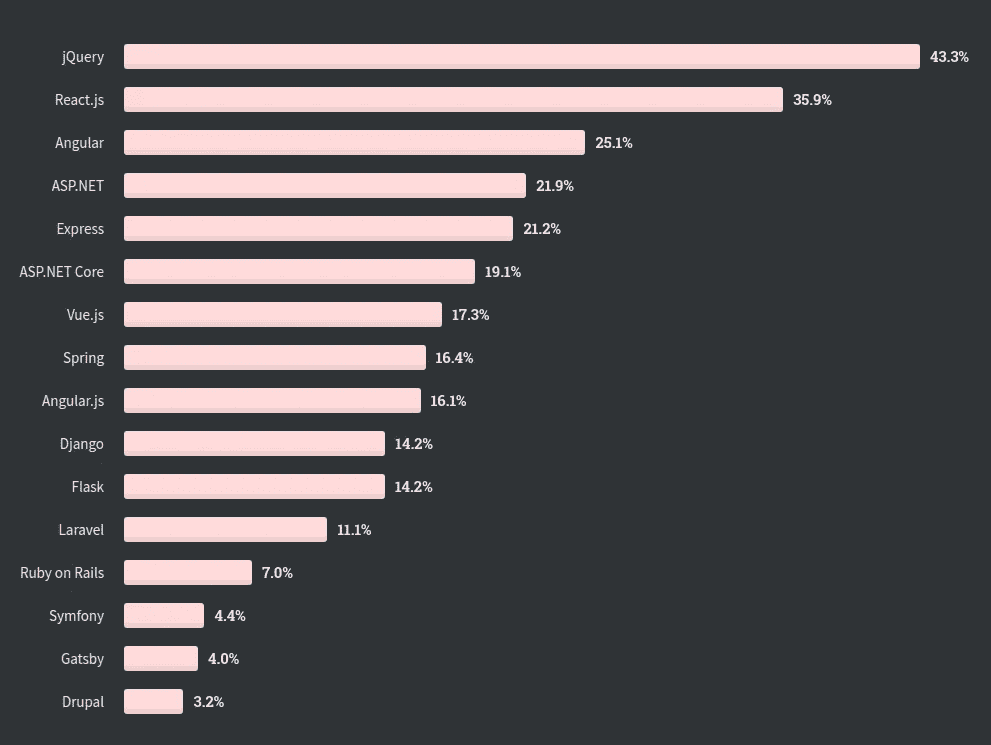 jQuery 43.3%
React.js 35.9%
Angular 25.1%
ASP.NET 21.9%
Express 21.2%
ASP.NET Core 19.1%
Vue.js 17.3%
Spring 16.4%
Angular.js 16.1%
Django 14.2%
Flask 14.2%
Laravel 11.1%
Ruby on Rails 7.0%
Symfony 4.4%
Gatsby 4.0%
Drupal 3.2%